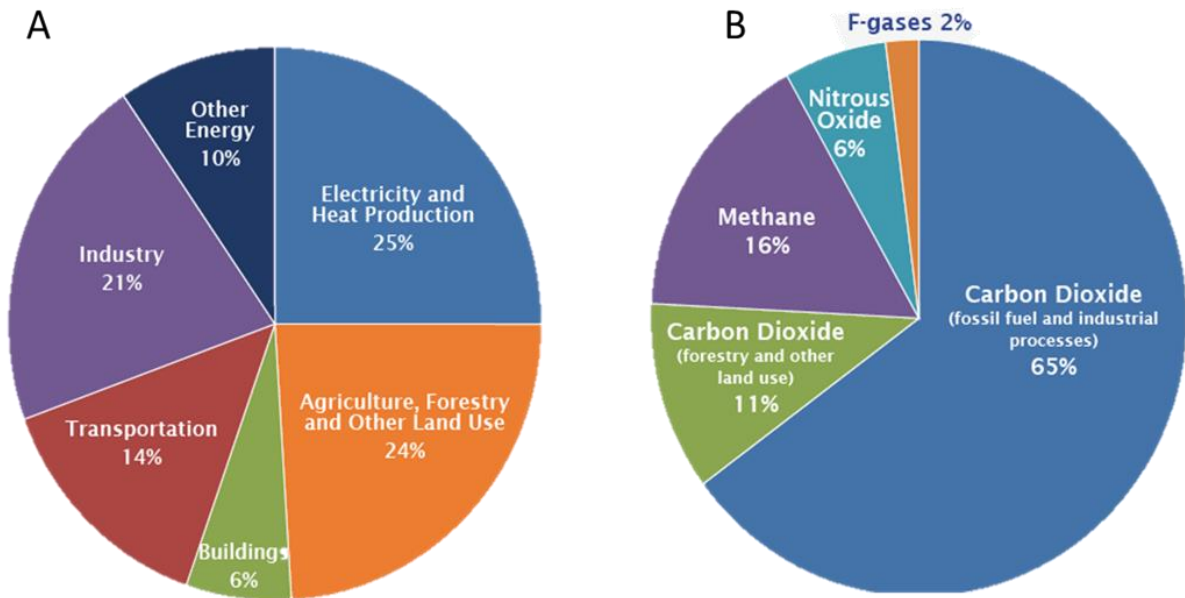 A
Other
Energy
10%
Electricity and
Heat Production
25%
Industry
21%
Agriculture, Forestry
and Other Land Use
24%
Transportation
14%
Buildings
6%
B
F-gases 2%
Nitrous
Oxide
6%
Methane
16%
Carbon Dioxide
(fossil fuel and industrial
processes)
65%
Carbon Dioxide
(forestry and other
land use)
11%